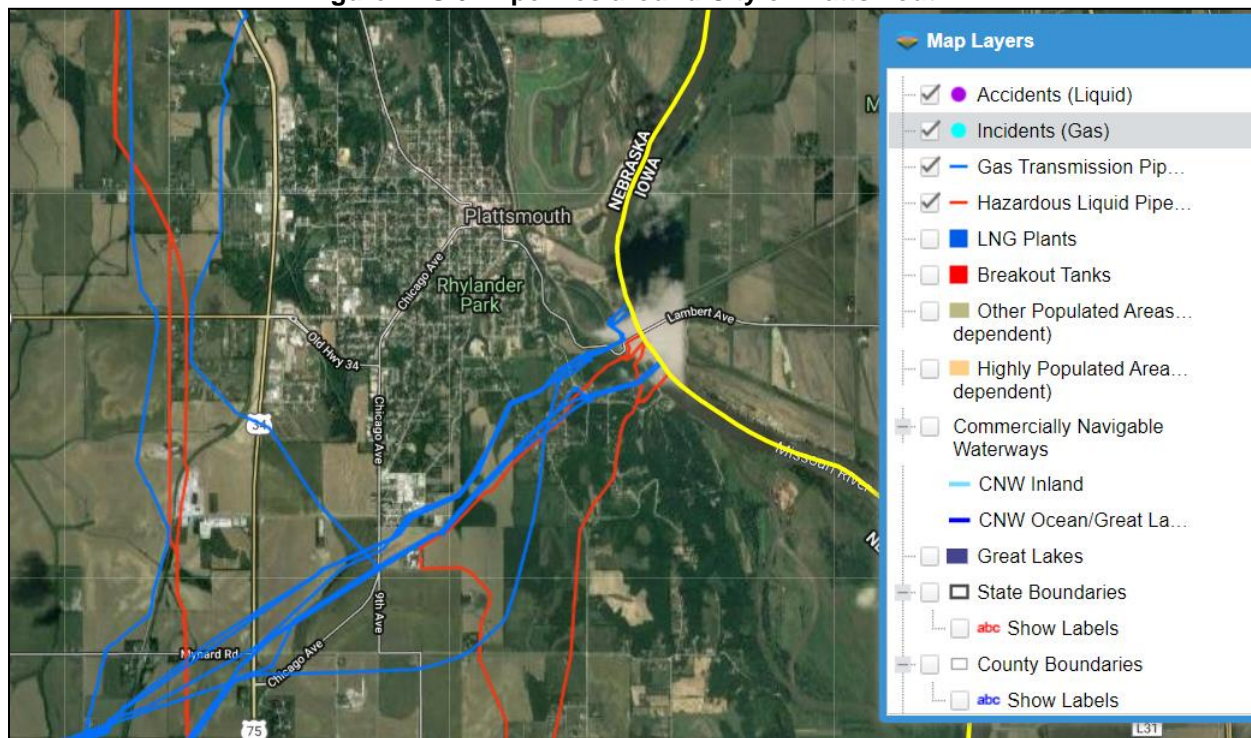 Map Layers
Accidents (Liquid)
Incidents (Gas)
Gas Transmission Pip...
Hazardous Liquid Pipe...
LNG Plants
Breakout Tanks
Other Populated Areas...
dependent)
Highly Populated Area...
dependent)
Commercially Navigable
Waterways
CNW Inland
CNW Ocean/Great La...
Great Lakes
State Boundaries
abc Show Labels
County Boundaries
abc Show Labels
NEBRASKA
IOWA
Plattsmouth
Chicago Ave
Rhylander
Park
Lambert Ave
Old Hwy 34
34
Chicago Ave
Missouri River
9th Ave
Mynard Rd
Chicago Ave
75
L31